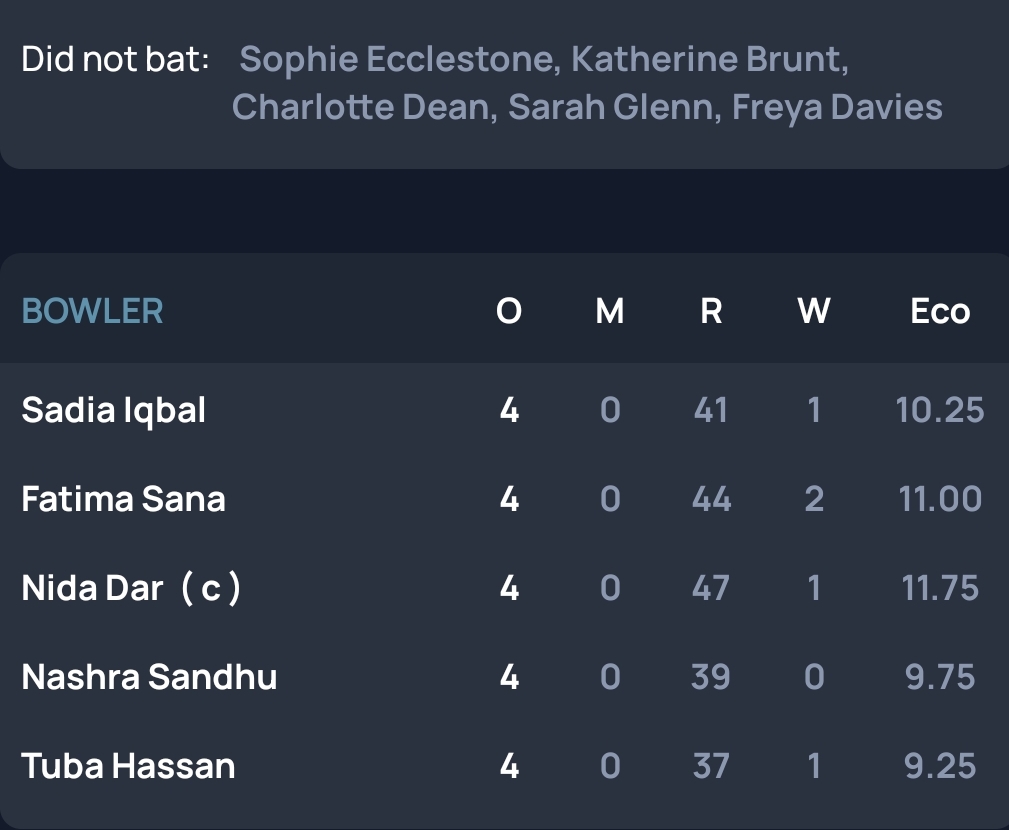 Did not bat: Sophie Ecclestone, Katherine Brunt,
Charlotte Dean, Sarah Glenn, Freya Davies
BOWLER O M R W Eco
Sadia Iqbal 4 0 41 1 10.25
Fatima Sana 4 0 44 2 11.00
Nida Dar ( c ) 4 0 47 1 11.75
Nashra Sandhu 4 0 39 0 9.75
Tuba Hassan 4 0 37 1 9.25